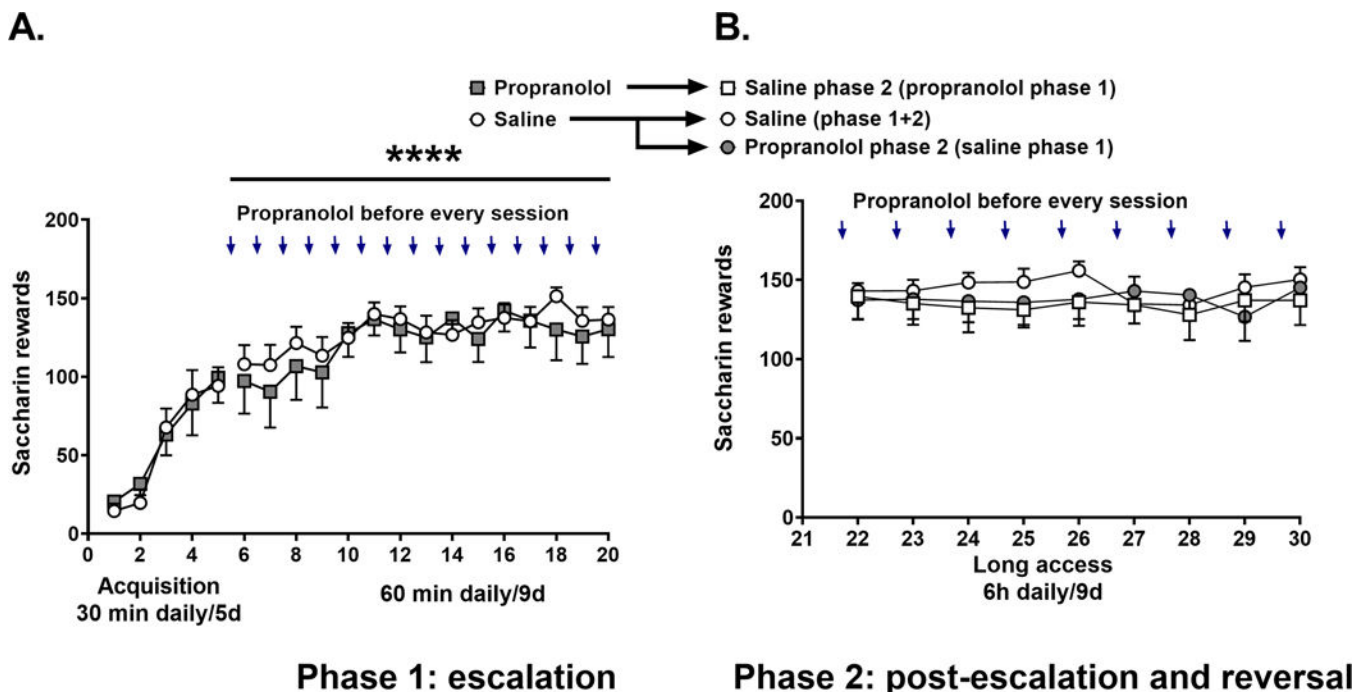 A.
B.
Propranolol
Saline
Saline phase 2 (propranolol phase 1)
Saline (phase 1+2)
Propranolol phase 2 (saline phase 1)
****
Propranolol before every session
200
150
100
50
0
Saccharin rewards
0 2 4 6 8 10 12 14 16 18 20
Acquisition
30 min daily/5d
60 min daily/9d
Phase 1: escalation
Propranolol before every session
200
150
100
50
0
Saccharin rewards
21 22 23 24 25 26 27 28 29 30
Long access
6h daily/9d
Phase 2: post-escalation and reversal